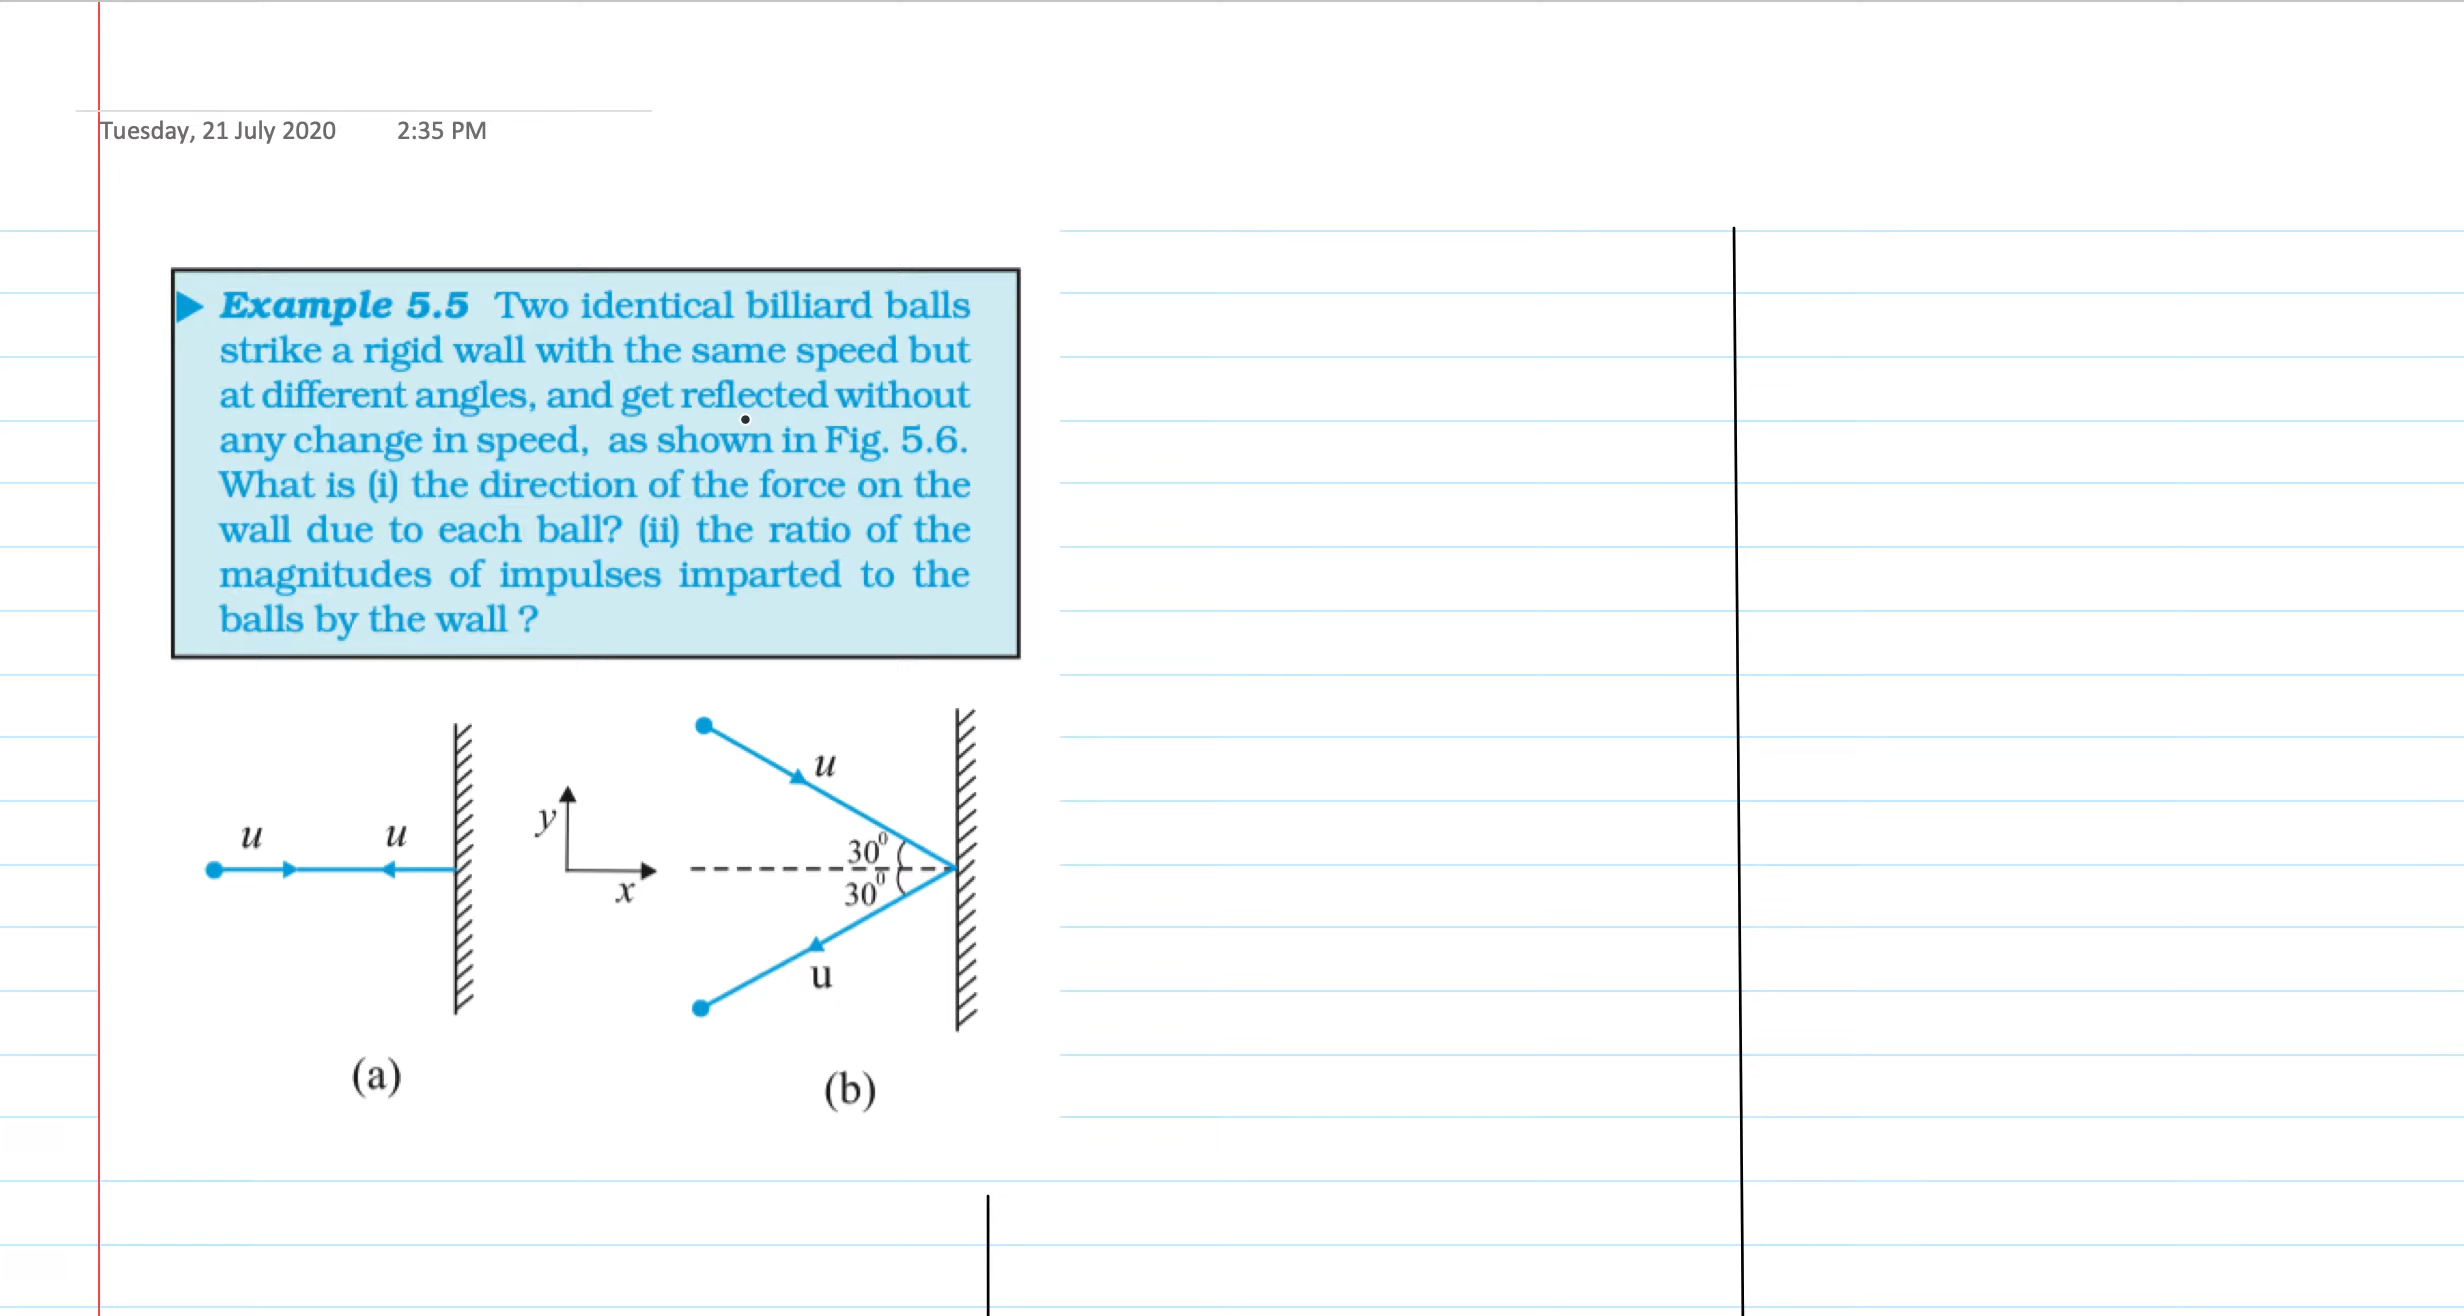 Tuesday, 21 July 2020 2:35 PM
Example 5.5 Two identical billiard balls
strike a rigid wall with the same speed but
at different angles, and get reflected without
any change in speed, as shown in Fig. 5.6.
What is (i) the direction of the force on the
wall due to each ball? (ii) the ratio of the
magnitudes of impulses imparted to the
balls by the wall ?
u u
y
x
u
30⁰
30⁰
u
(a)
(b)